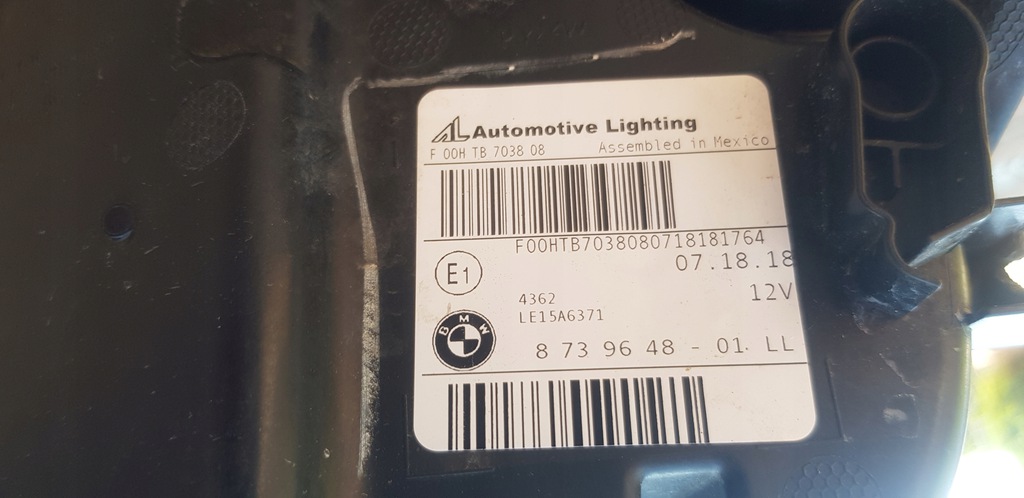 AL Automotive Lighting
F 00H TB 7038 08 Assembled in Mexico
F00HTB7038080718181764
07.18.18
E1
12V
4362
LE15A6371
BMW
8 73 96 48 - 01 LL